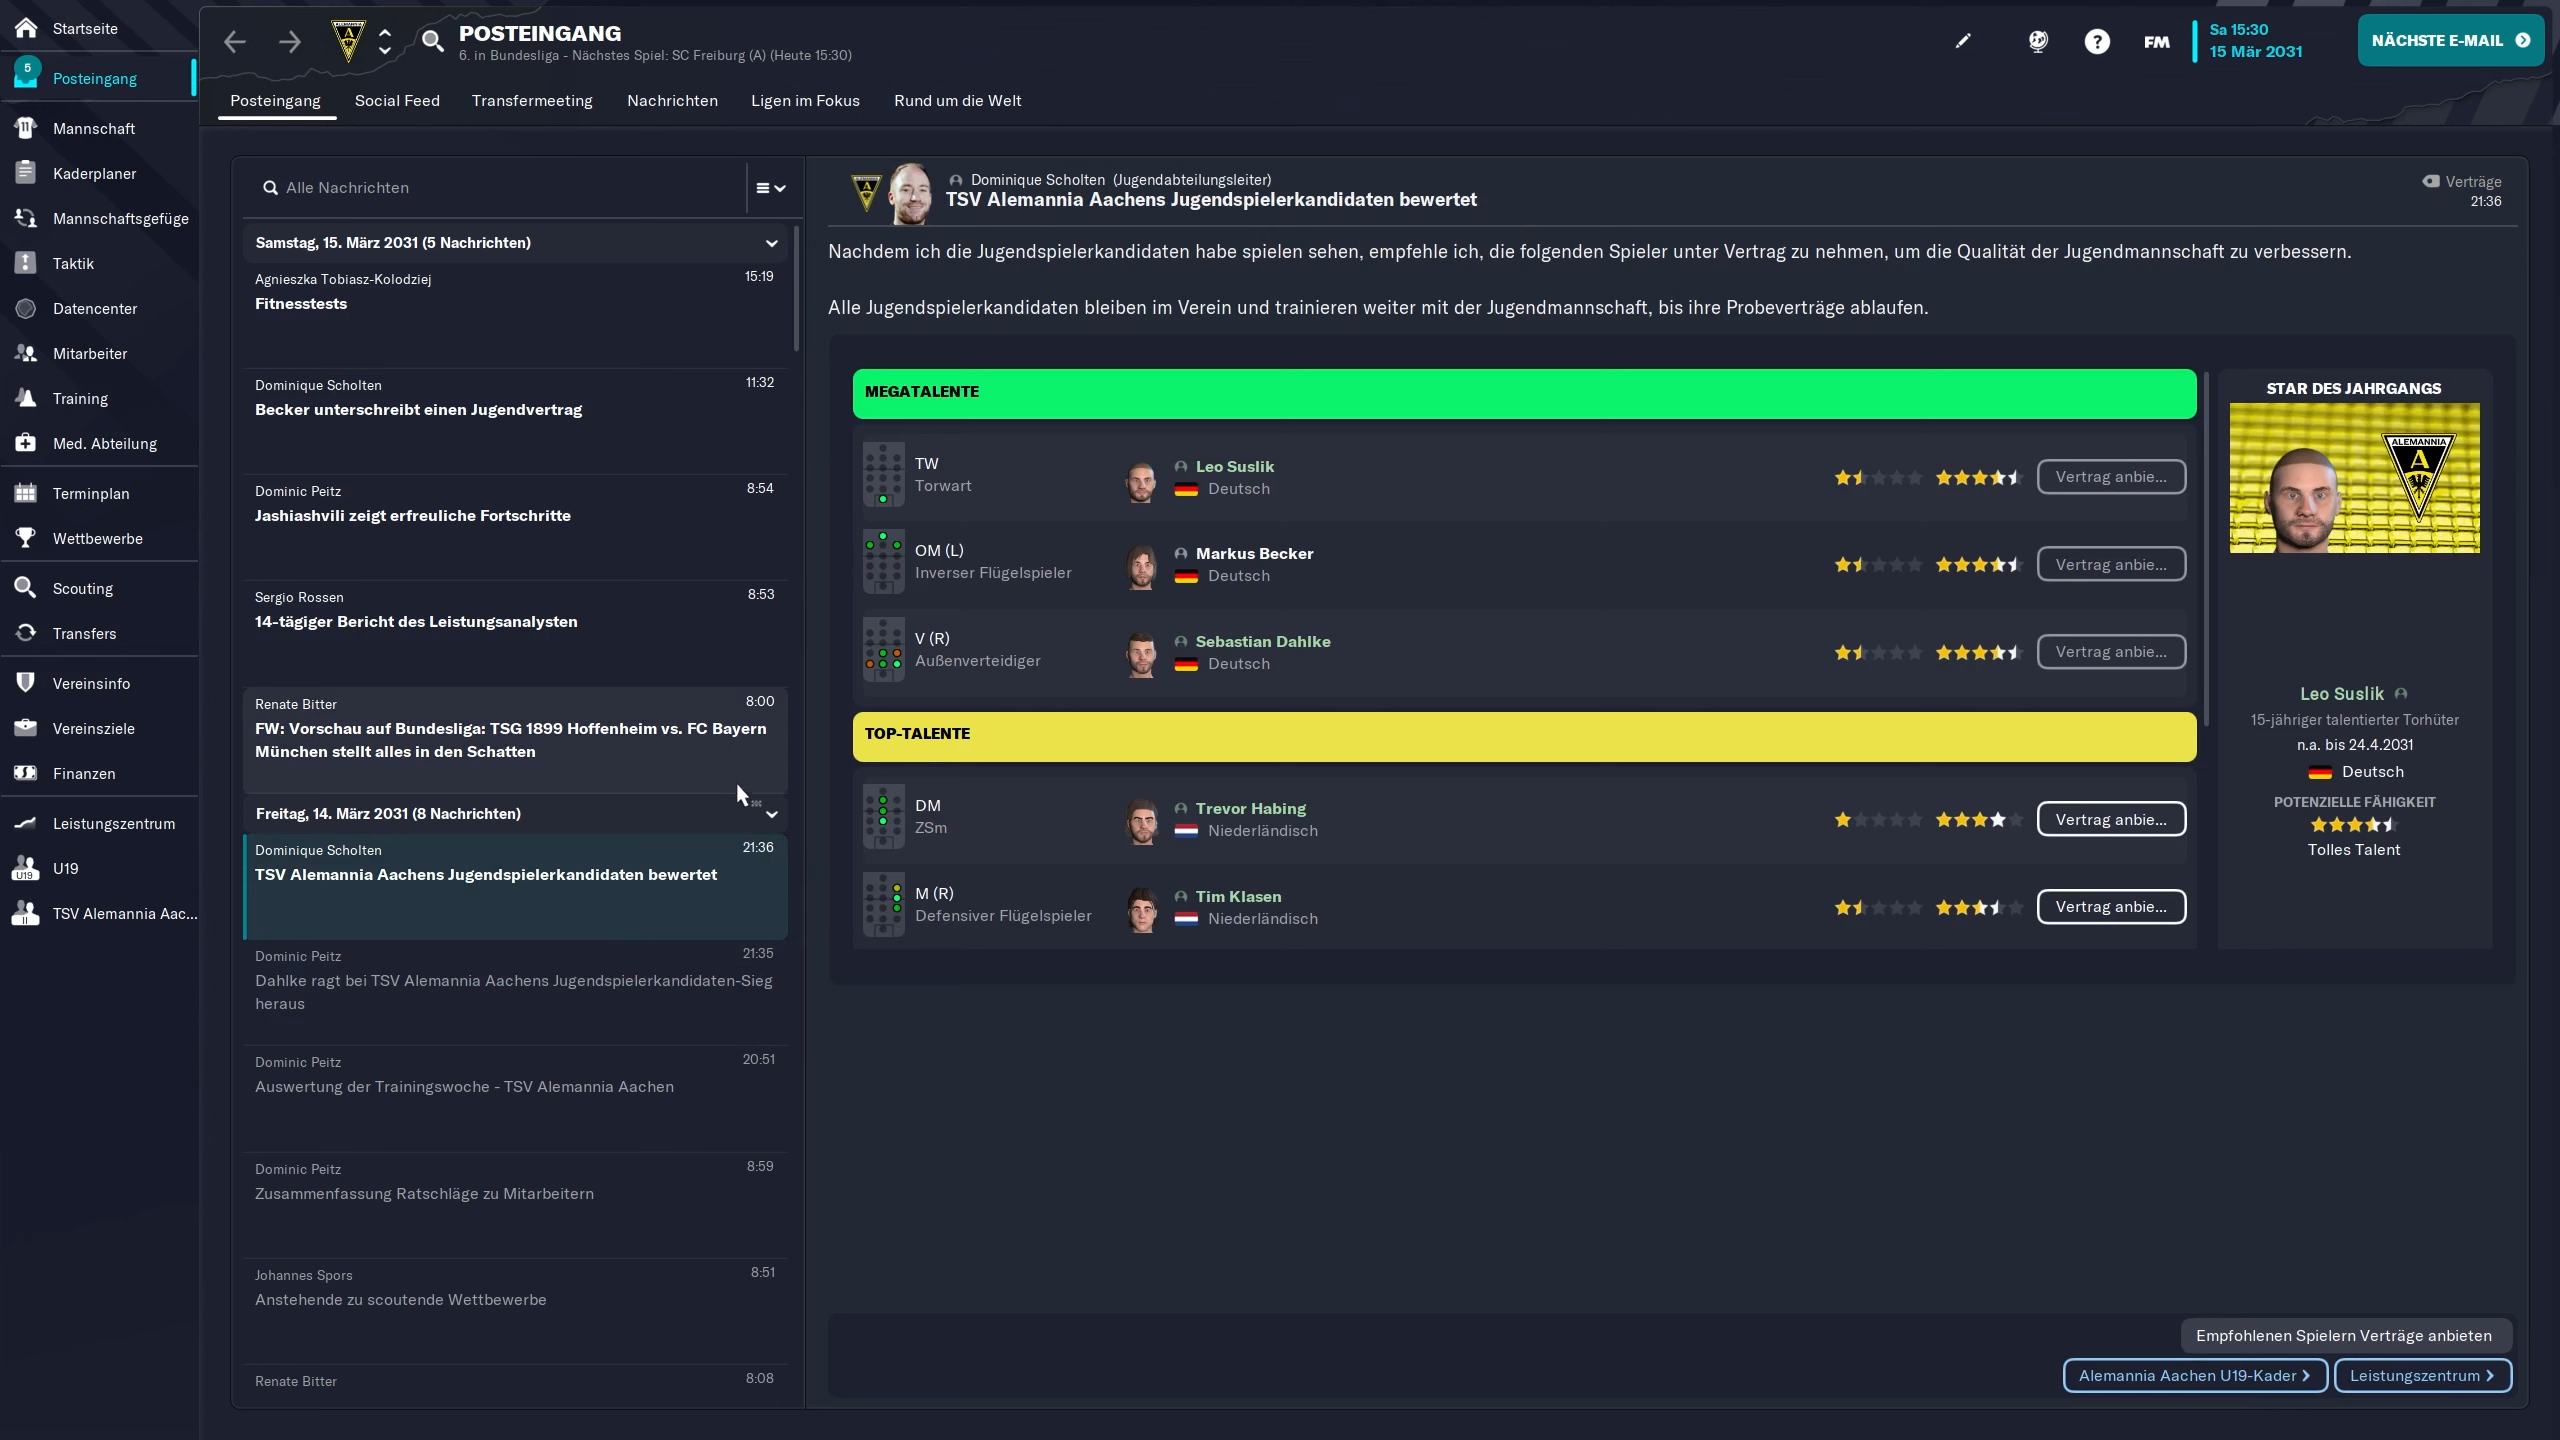 Startseite
5
Posteingang
Mannschaft
Kaderplaner
Mannschaftsgefüge
Taktik
Datencenter
Mitarbeiter
Training
Med. Abteilung
Terminplan
Wettbewerbe
Scouting
Transfers
Vereinsinfo
Vereinsziele
Finanzen
Leistungszentrum
U19
U19
TSV Alemannia Aac...
POSTEINGANG
6. in Bundesliga - Nächstes Spiel: SC Freiburg (A) (Heute 15:30)
FM
Sa 15:30
15 Mär 2031
NÄCHSTE E-MAIL
Posteingang
Social Feed
Transfermeeting
Nachrichten
Ligen im Fokus
Rund um die Welt
Alle Nachrichten
Samstag, 15. März 2031 (5 Nachrichten)
Agnieszka Tobiasz-Kolodziej 15:19
Fitnesstests
Dominique Scholten 11:32
Becker unterschreibt einen Jugendvertrag
Dominic Peitz 8:54
Jashiashvili zeigt erfreuliche Fortschritte
Sergio Rossen 8:53
14-tägiger Bericht des Leistungsanalysten
Renate Bitter 8:00
FW: Vorschau auf Bundesliga: TSG 1899 Hoffenheim vs. FC Bayern
München stellt alles in den Schatten
Freitag, 14. März 2031 (8 Nachrichten)
Dominique Scholten 21:36
TSV Alemannia Aachens Jugendspielerkandidaten bewertet
Dominic Peitz 21:35
Dahlke ragt bei TSV Alemannia Aachens Jugendspielerkandidaten-Sieg
heraus
Dominic Peitz 20:51
Auswertung der Trainingswoche - TSV Alemannia Aachen
Dominic Peitz 8:59
Zusammenfassung Ratschläge zu Mitarbeitern
Johannes Spors 8:51
Anstehende zu scoutende Wettbewerbe
Renate Bitter 8:08
Dominique Scholten (Jugendabteilungsleiter)
TSV Alemannia Aachens Jugendspielerkandidaten bewertet
Verträge
21:36
Nachdem ich die Jugendspielerkandidaten habe spielen sehen, empfehle ich, die folgenden Spieler unter Vertrag zu nehmen, um die Qualität der Jugendmannschaft zu verbessern.
Alle Jugendspielerkandidaten bleiben im Verein und trainieren weiter mit der Jugendmannschaft, bis ihre Probeverträge ablaufen.
MEGATALENTE
TW
Torwart
Leo Suslik
Deutsch
Vertrag anbie...
OM (L)
Inverser Flügelspieler
Markus Becker
Deutsch
Vertrag anbie...
V (R)
Außenverteidiger
Sebastian Dahlke
Deutsch
Vertrag anbie...
TOP-TALENTE
DM
ZSm
Trevor Habing
Niederländisch
Vertrag anbie...
M (R)
Defensiver Flügelspieler
Tim Klasen
Niederländisch
Vertrag anbie...
STAR DES JAHRGANGS
ALEMANNIA
A
Leo Suslik
15-jähriger talentierter Torhüter
n.a. bis 24.4.2031
Deutsch
POTENZIELLE FÄHIGKEIT
Tolles Talent
Empfohlenen Spielern Verträge anbieten
Alemannia Aachen U19-Kader
Leistungszentrum